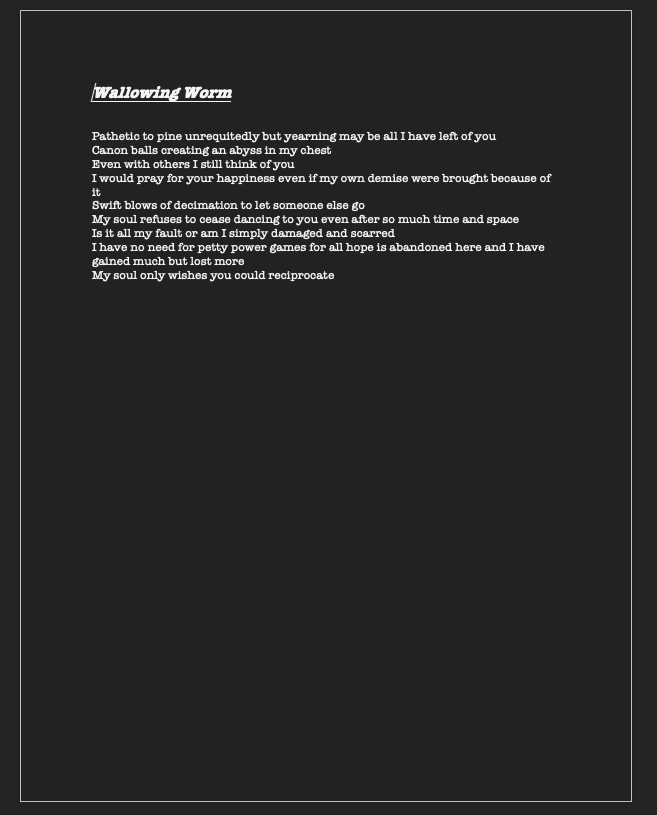 Wallowing Worm
Pathetic to pine unrequitedly but yearning may be all I have left of you
Canon balls creating an abyss in my chest
Even with others I still think of you
I would pray for your happiness even if my own demise were brought because of
it
Swift blows of decimation to let someone else go
My soul refuses to cease dancing to you even after so much time and space
Is it all my fault or am I simply damaged and scarred
I have no need for petty power games for all hope is abandoned here and I have
gained much but lost more
My soul only wishes you could reciprocate